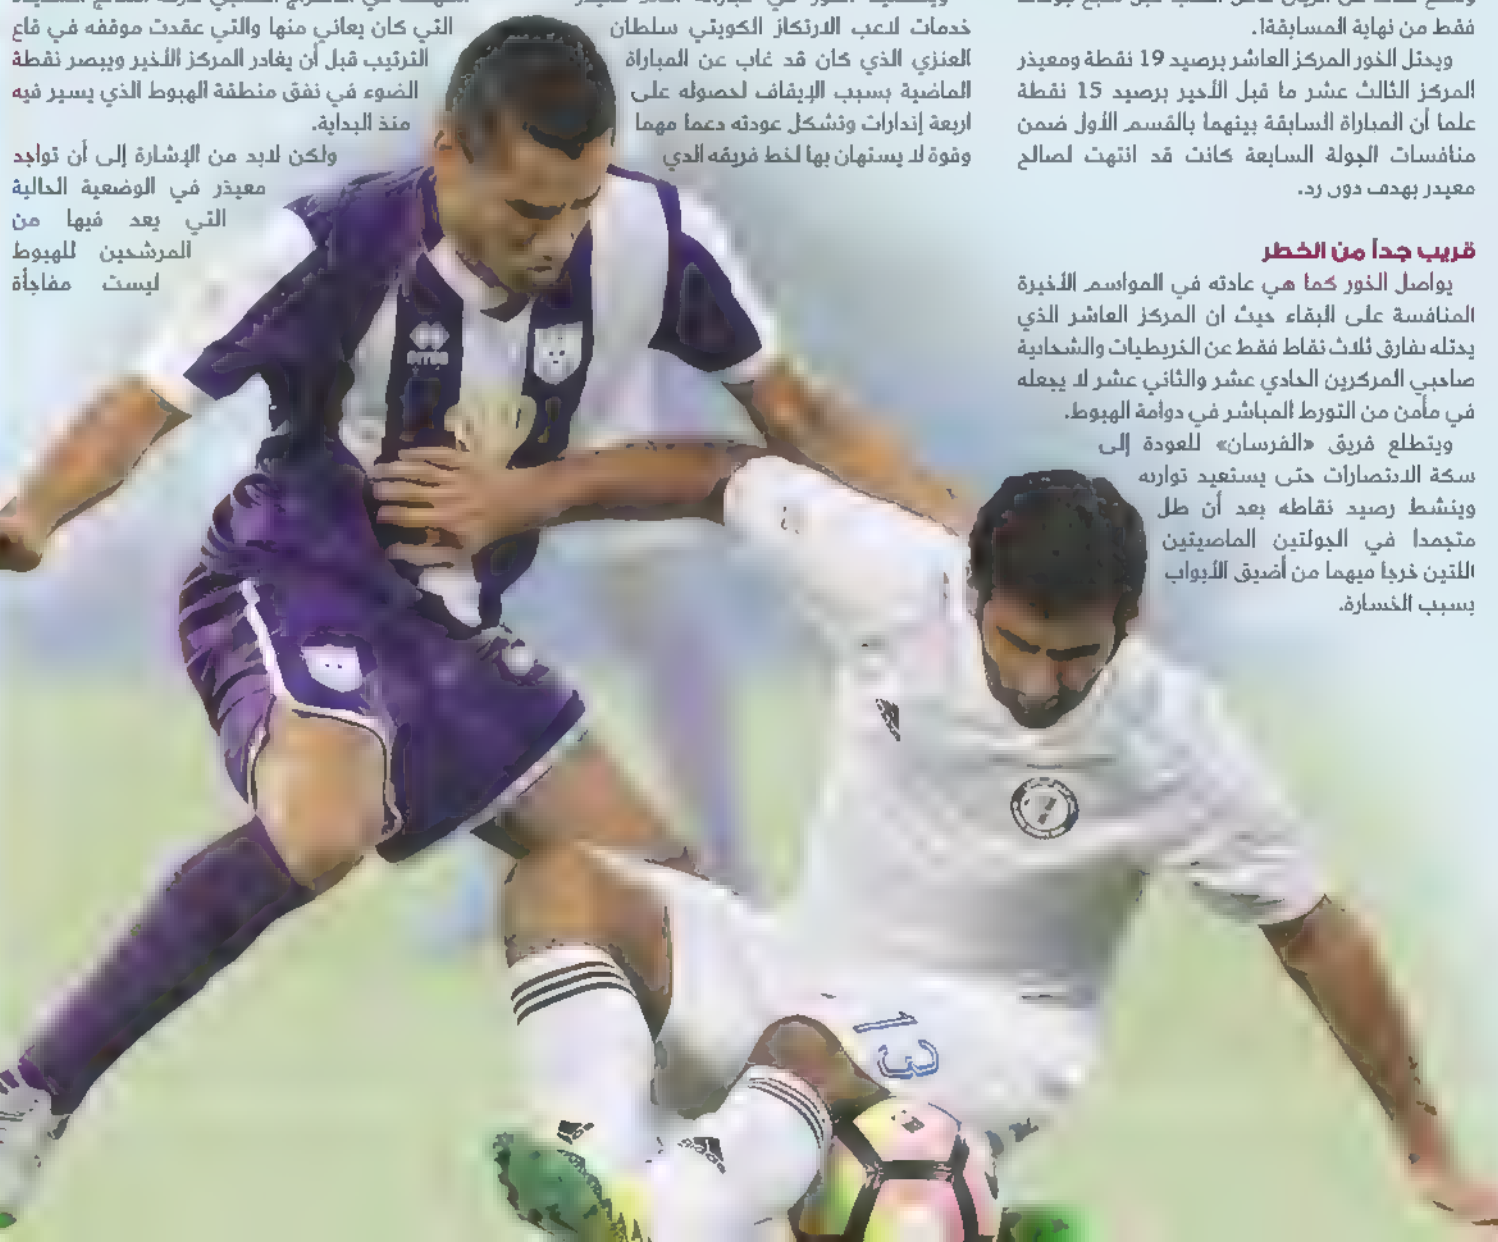 فقط من نهاية المسابقة!.
ويحتل الخور المركز العاشر برصيد 19 نقطة ومعيذر
المركز الثالث عشر ما قبل الأخير برصيد 15 نقطة
علما أن المباراة السابقة بينهما بالقسم الأول ضمن
منافسات الجولة السابعة كانت قد انتهت لصالح
معيذر بهدف دون رد.
قريب جداً من الخطر
يواصل الخور كما هي عادته في المواسم الأخيرة
المنافسة على البقاء حيث ان المركز العاشر الذي
يحتله بفارق ثلاث نقاط فقط عن الخريطيات والشحانية
صاحبي المركزين الحادي عشر والثاني عشر لا يجعله
في مأمن من التورط المباشر في دوامة الهبوط.
ويتطلع فريق «الفرسان» للعودة إلى
سكة الانتصارات حتى يستعيد توازنه
وينشط رصيد نقاطه بعد أن ظل
متجمدا في الجولتين الماضيتين
اللتين خرجا منهما من أضيق الأبواب
بسبب الخسارة.
خدمات لاعب الارتكاز الكويتي سلطان
العنزي الذي كان قد غاب عن المباراة
الماضية بسبب الإيقاف لحصوله على
اربعة إنذارات وتشكل عودته دعما مهما
وقوة لا يستهان بها لخط فريقه الذي
التي كان يعاني منها والتي عقدت موقفه في قاع
الترتيب قبل أن يغادر المركز الأخير ويبصر نقطة
الضوء في نفق منطقة الهبوط الذي يسير فيه
منذ البداية.
ولكن لابد من الإشارة إلى أن تواجد
معيذر في الوضعية الحالية
التي يعد فيها من
المرشحين للهبوط
ليست مفاجأة
errea
13